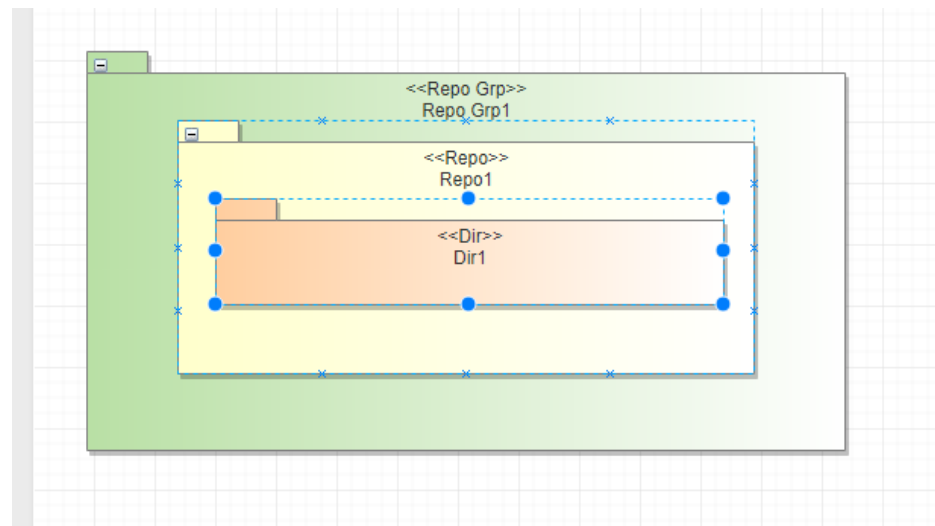 <<Repo Grp>>
Repo Grp1
<<Repo>>
Repo1
<<Dir>>
Dir1